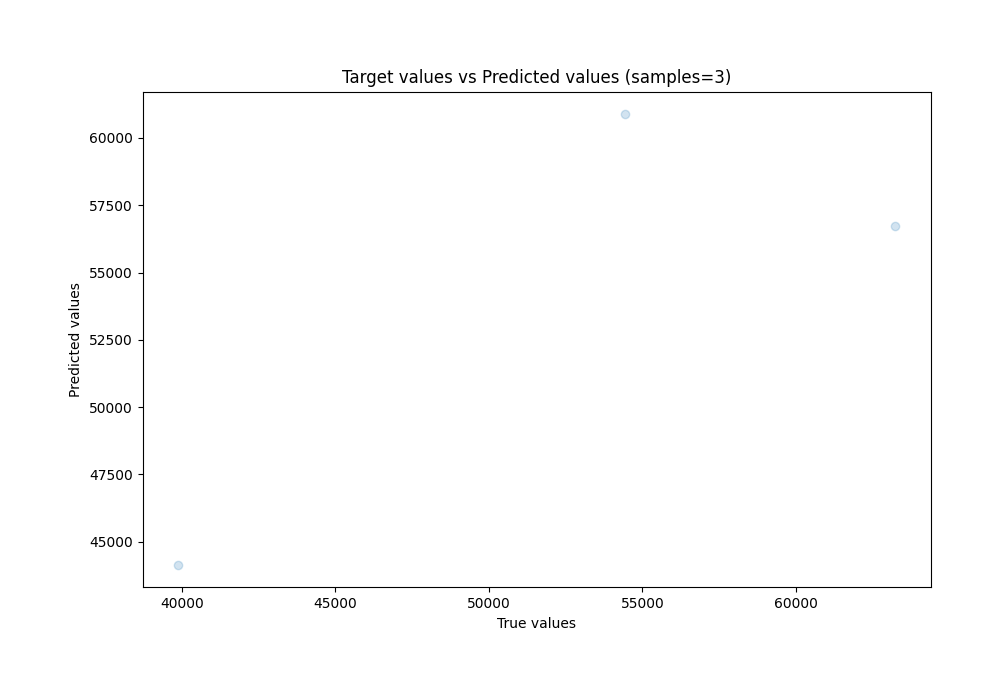 Target values vs Predicted values (samples=3)
60000
57500
55000
52500
50000
47500
45000
Predicted values
40000 45000 50000 55000 60000
True values